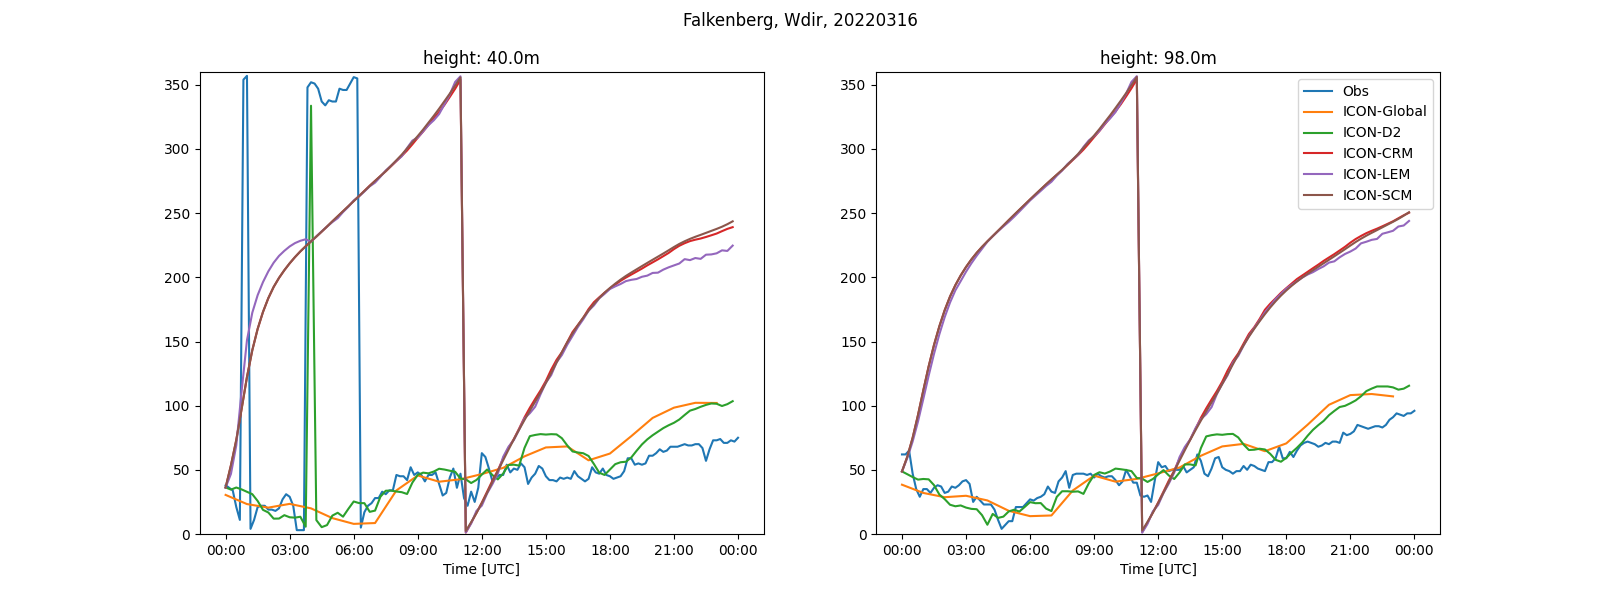 Falkenberg, Wdir, 20220316
height: 40.0m
350
300
250
200
150
100
50
0
00:00 03:00 06:00 09:00 12:00 15:00 18:00 21:00 00:00
Time [UTC]
height: 98.0m
350
300
250
200
150
100
50
0
00:00 03:00 06:00 09:00 12:00 15:00 18:00 21:00 00:00
Time [UTC]
Obs
ICON-Global
ICON-D2
ICON-CRM
ICON-LEM
ICON-SCM